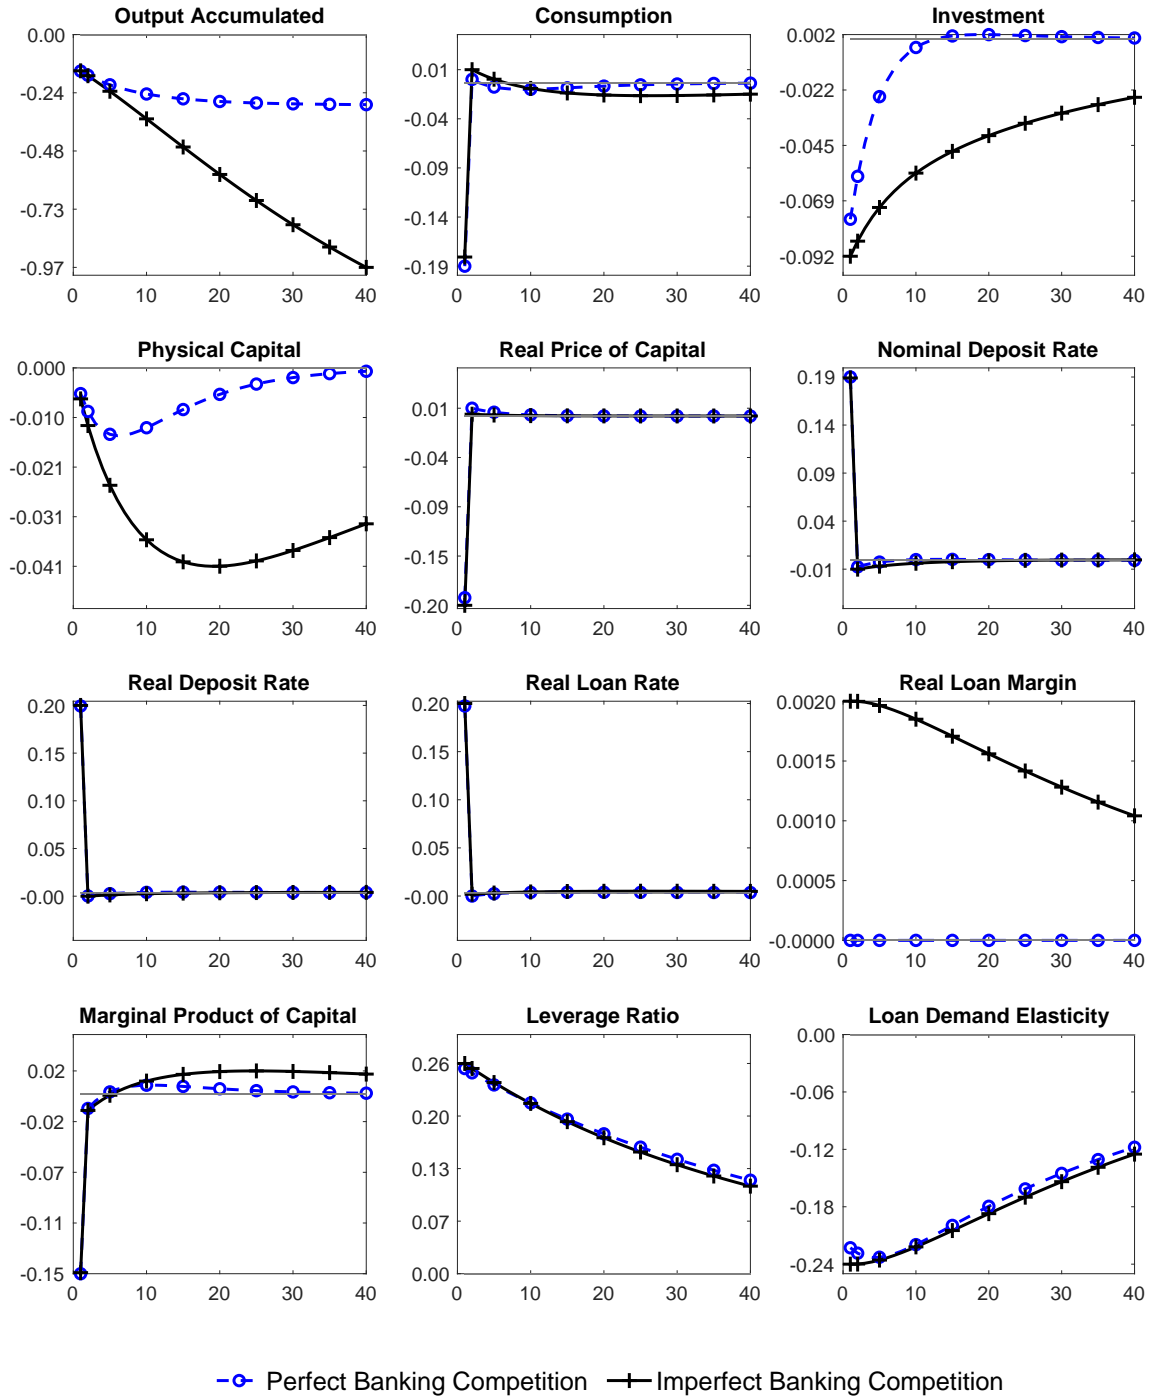 Output Accumulated
0.00
-0.24
-0.48
-0.73
-0.97
0 10 20 30 40
Consumption
0.01
-0.04
-0.09
-0.14
-0.19
0 10 20 30 40
Investment
0.002
-0.022
-0.045
-0.069
-0.092
0 10 20 30 40
Physical Capital
0.000
-0.010
-0.021
-0.031
-0.041
0 10 20 30 40
Real Price of Capital
0.01
-0.04
-0.09
-0.15
-0.20
0 10 20 30 40
Nominal Deposit Rate
0.19
0.14
0.09
0.04
-0.01
0 10 20 30 40
Real Deposit Rate
0.20
0.15
0.10
0.05
-0.00
0 10 20 30 40
Real Loan Rate
0.20
0.15
0.10
0.05
-0.00
0 10 20 30 40
Real Loan Margin
0.0020
0.0015
0.0010
0.0005
-0.0000
0 10 20 30 40
Marginal Product of Capital
0.02
-0.02
-0.07
-0.11
-0.15
0 10 20 30 40
Leverage Ratio
0.26
0.20
0.13
0.07
0.00
0 10 20 30 40
Loan Demand Elasticity
0.00
-0.06
-0.12
-0.18
-0.24
0 10 20 30 40
Perfect Banking Competition Imperfect Banking Competition